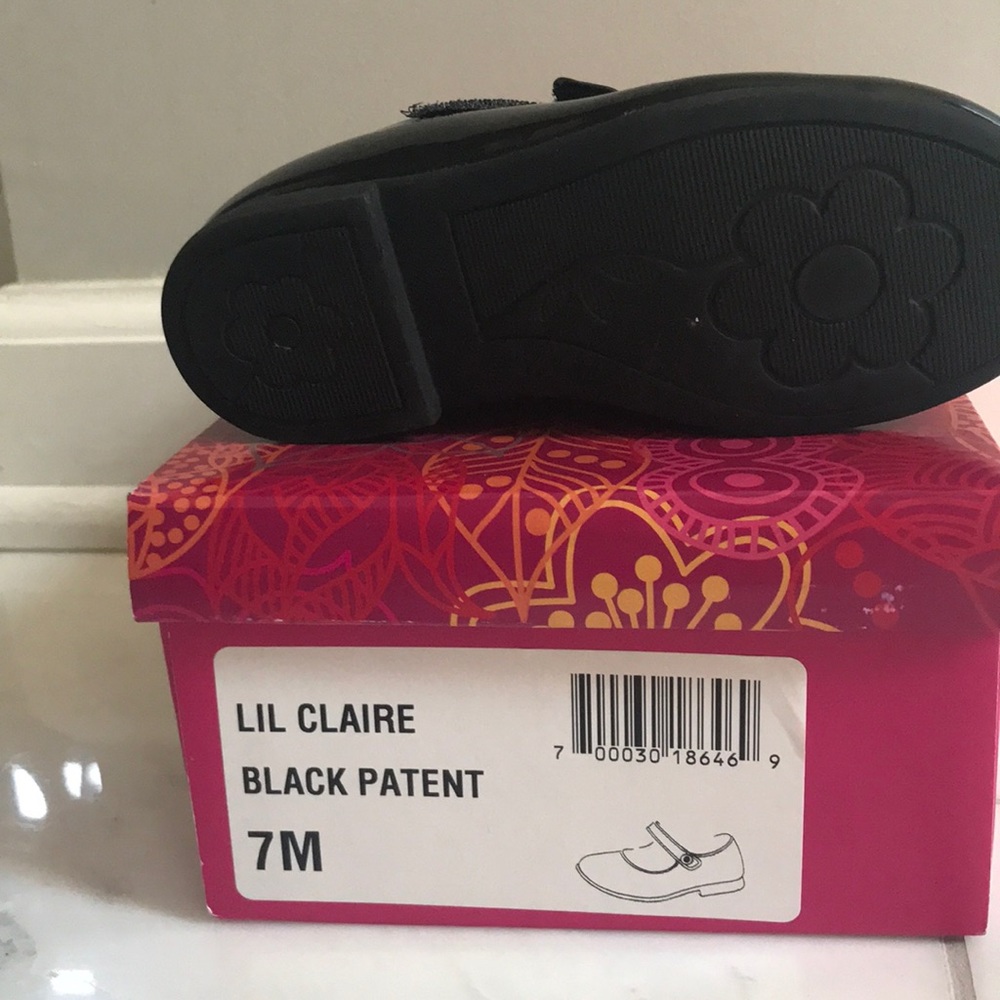 LIL CLAIRE
BLACK PATENT
7M
7 00030 18646 9